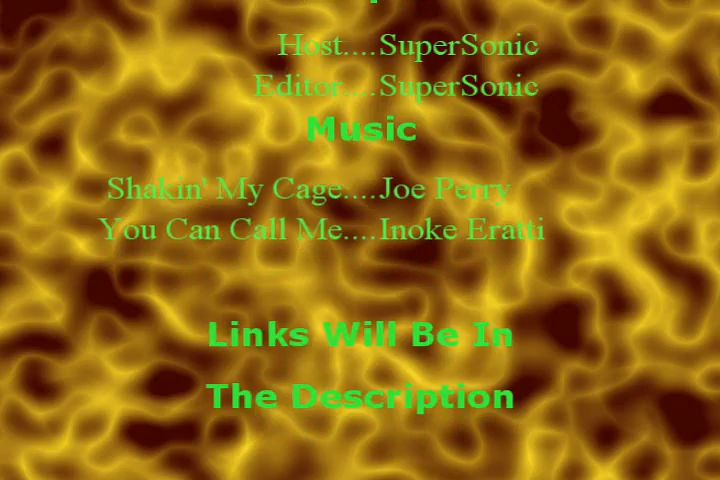 Host....SuperSonic
Editor....SuperSonic
Music
Shakin' My Cage....Joe Perry
You Can Call Me....Inoke Eratti
Links Will Be In
The Description